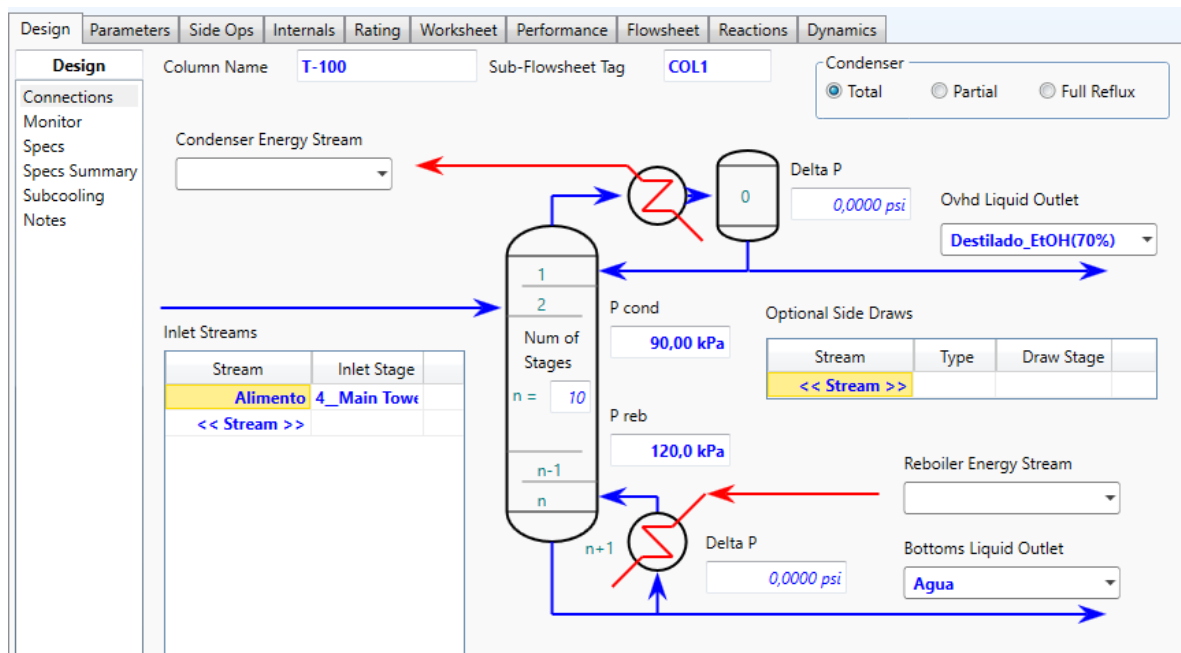 Design Parameters Side Ops Internals Rating Worksheet Performance Flowsheet Reactions Dynamics
Design
Connections
Monitor
Specs
Specs Summary
Subcooling
Notes
Column Name T-100 Sub-Flowsheet Tag COL1
Condenser
Total Partial Full Reflux
Condenser Energy Stream
0
Delta P
0,0000 psi
Ovhd Liquid Outlet
Destilado_EtOH(70%)
1
2
Num of
Stages
n = 10
n-1
n
n+1
Inlet Streams
Stream Inlet Stage
Alimento 4__Main Towe
<< Stream >>
P cond
90,00 kPa
P reb
120,0 kPa
Optional Side Draws
Stream Type Draw Stage
<< Stream >>
Reboiler Energy Stream
Delta P
0,0000 psi
Bottoms Liquid Outlet
Agua